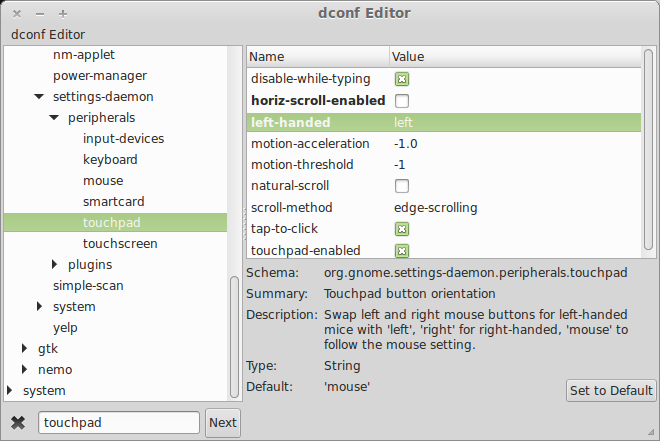 dconf Editor
dconf Editor
nm-applet
power-manager
settings-daemon
peripherals
input-devices
keyboard
mouse
smartcard
touchpad
touchscreen
plugins
simple-scan
system
yelp
gtk
nemo
system
touchpad Next
Name Value
disable-while-typing
horiz-scroll-enabled
left-handed left
motion-acceleration -1.0
motion-threshold -1
natural-scroll
scroll-method edge-scrolling
tap-to-click
touchpad-enabled
Schema: org.gnome.settings-daemon.peripherals.touchpad
Summary: Touchpad button orientation
Description: Swap left and right mouse buttons for left-handed
mice with 'left', 'right' for right-handed, 'mouse' to
follow the mouse setting.
Type: String
Default: 'mouse'
Set to Default